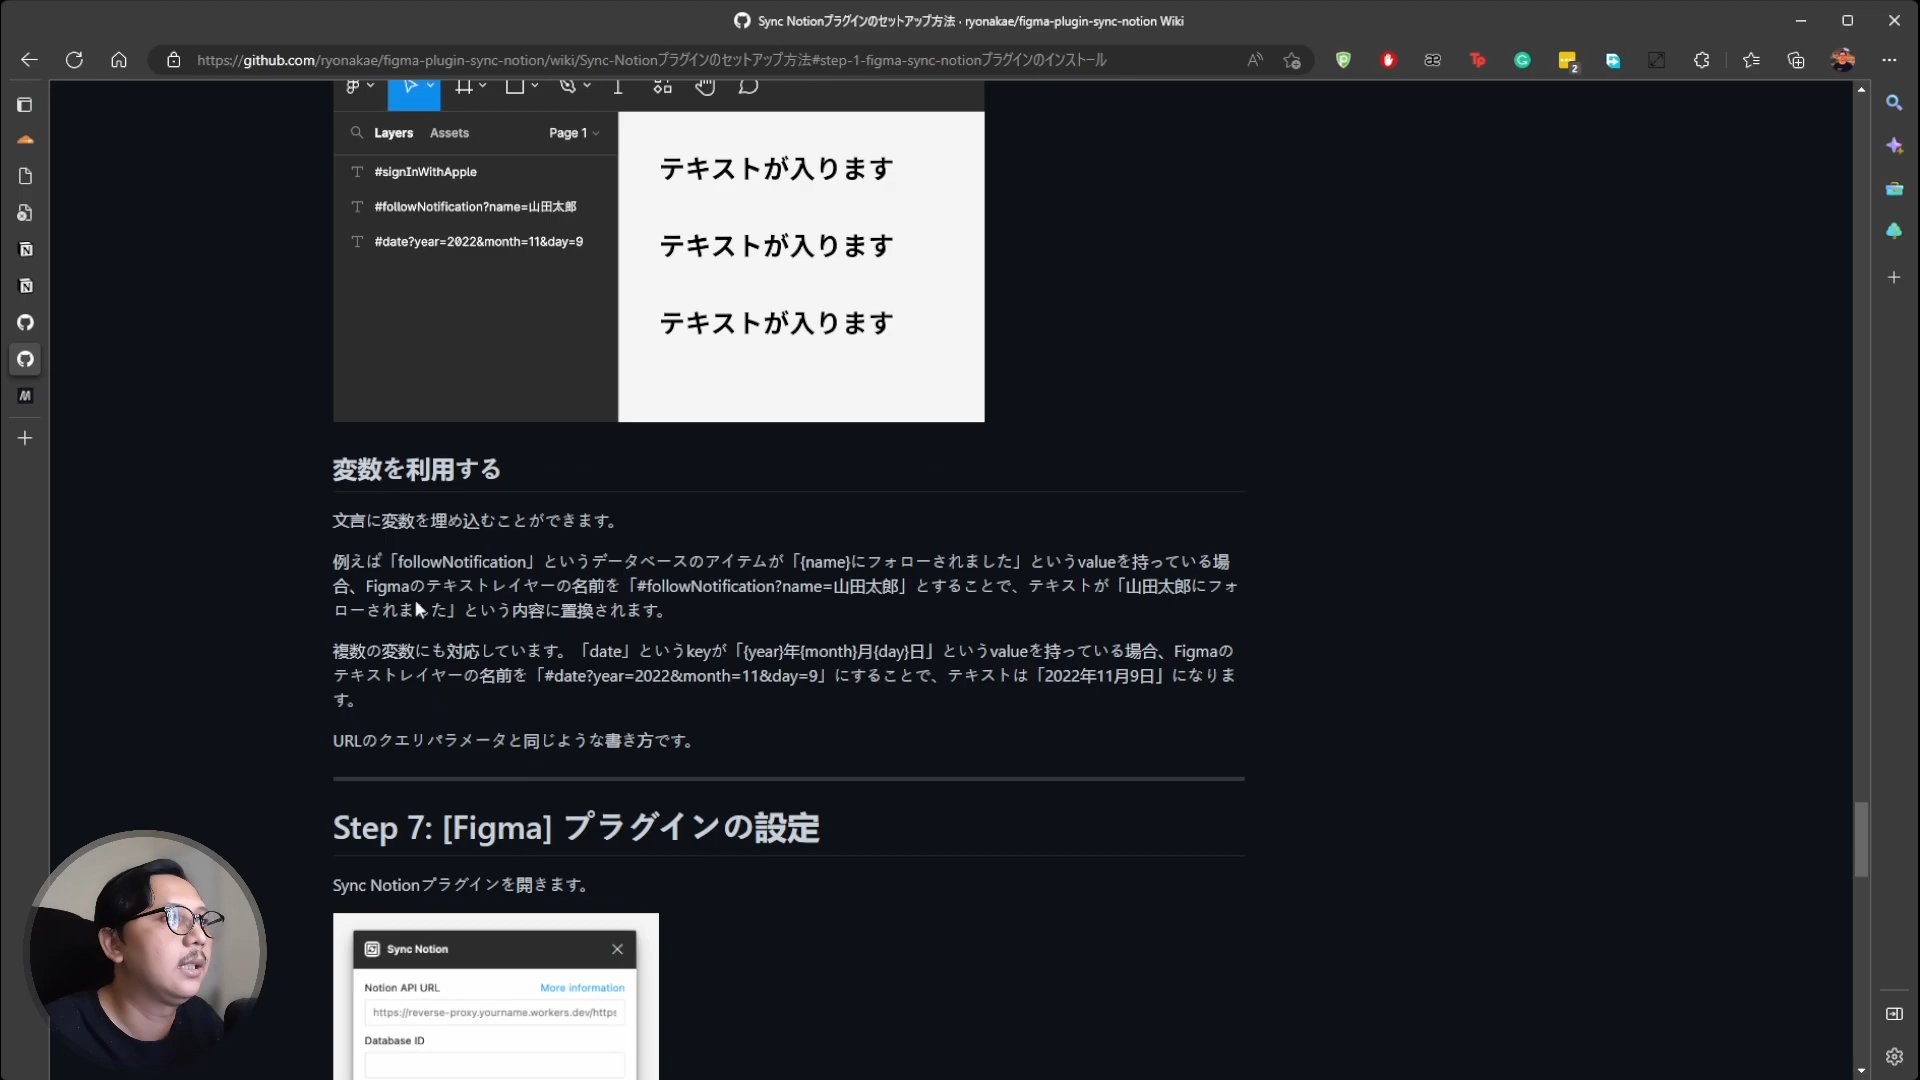 Sync Notionプラグインのセットアップ方法 · ryonakae/figma-plugin-sync-notion Wiki
https://github.com/ryonakae/figma-plugin-sync-notion/wiki/Sync-Notionプラグインのセットアップ方法#step-1-figma-sync-notionプラグインのインストール
Layers Assets Page 1
#signInWithApple
#followNotification?name=山田太郎
#date?year=2022&month=11&day=9
テキストが入ります
テキストが入ります
テキストが入ります
変数を利用する
文言に変数を埋め込むことができます。
例えば「followNotification」というデータベースのアイテムが「{name}にフォローされました」というvalueを持っている場
合、Figmaのテキストレイヤーの名前を「#followNotification?name=山田太郎」とすることで、テキストが「山田太郎にフォ
ローされました」という内容に置換されます。
複数の変数にも対応しています。「date」というkeyが「{year}年{month}月{day}日」というvalueを持っている場合、Figmaの
テキストレイヤーの名前を「#date?year=2022&month=11&day=9」にすることで、テキストは「2022年11月9日」になりま
す。
URLのクエリパラメータと同じような書き方です。
Step 7: [Figma] プラグインの設定
Sync Notionプラグインを開きます。
Sync Notion
Notion API URL More information
https://reverse-proxy.yourname.workers.dev/https
Database ID